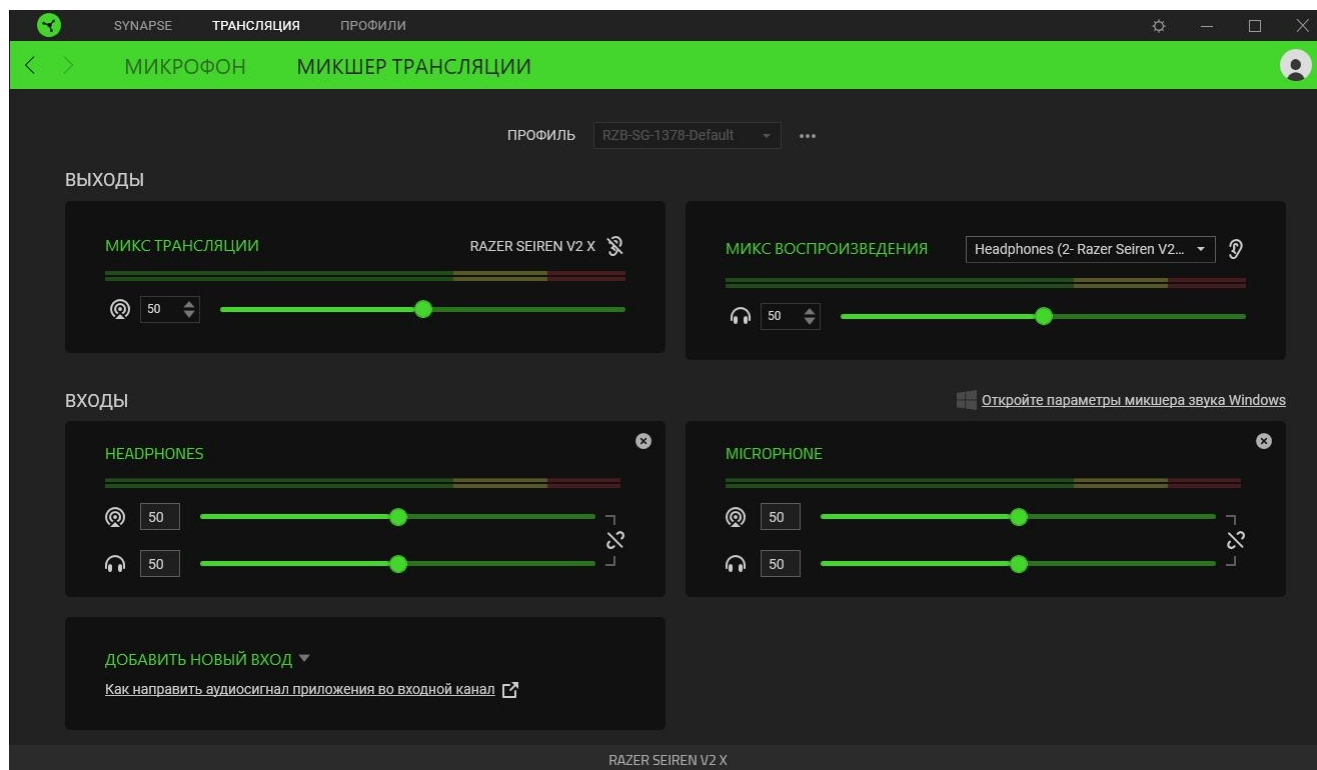 SYNAPSE ТРАНСЛЯЦИЯ ПРОФИЛИ
МИКРОФОН МИКШЕР ТРАНСЛЯЦИИ
ПРОФИЛЬ RZB-SG-1378-Default
ВЫХОДЫ
МИКС ТРАНСЛЯЦИИ RAZER SEIREN V2 X
50
МИКС ВОСПРОИЗВЕДЕНИЯ Headphones (2- Razer Seiren V2...
50
ВХОДЫ
Откройте параметры микшера звука Windows
HEADPHONES
50
50
MICROPHONE
50
50
ДОБАВИТЬ НОВЫЙ ВХОД
Как направить аудиосигнал приложения во входной канал
RAZER SEIREN V2 X